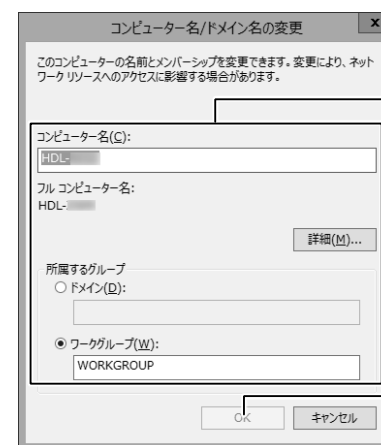 コンピューター名/ドメイン名の変更
x
このコンピューターの名前とメンバーシップを変更できます。変更により、ネット
ワーク リソースへのアクセスに影響する場合があります。
コンピューター名(C):
HDL-
フル コンピューター名:
HDL-
詳細(M)...
所属するグループ
ドメイン(D):
ワークグループ(W):
WORKGROUP
OK
キャンセル